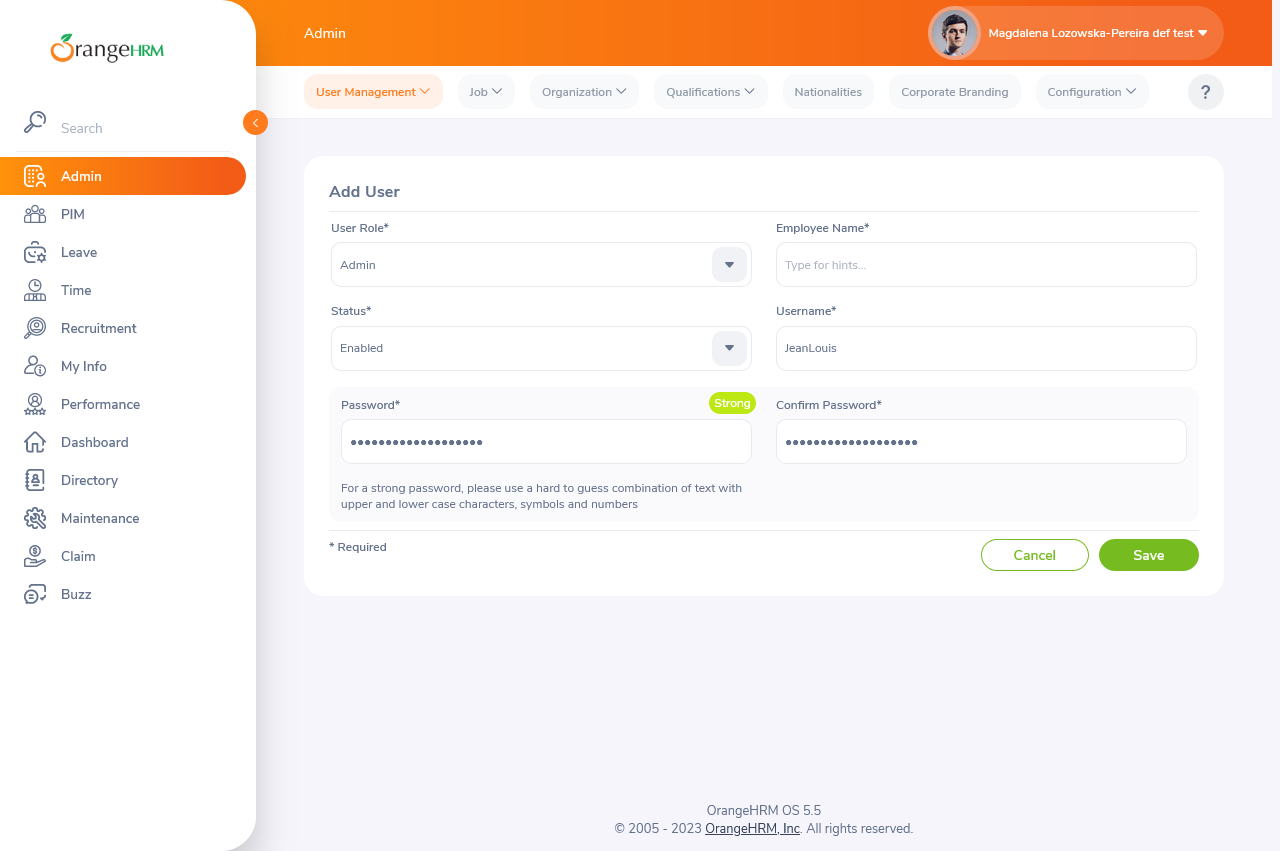 OrangeHRM
Search
Admin
PIM
Leave
Time
Recruitment
My Info
Performance
Dashboard
Directory
Maintenance
Claim
Buzz
Admin
Magdalena Lozowska-Pereira def test
User Management
Job
Organization
Qualifications
Nationalities
Corporate Branding
Configuration
?
Add User
User Role*
Admin
Employee Name*
Type for hints...
Status*
Enabled
Username*
JeanLouis
Password*
Strong
Confirm Password*
For a strong password, please use a hard to guess combination of text with
upper and lower case characters, symbols and numbers
* Required
Cancel
Save
OrangeHRM OS 5.5
© 2005 - 2023 OrangeHRM, Inc. All rights reserved.